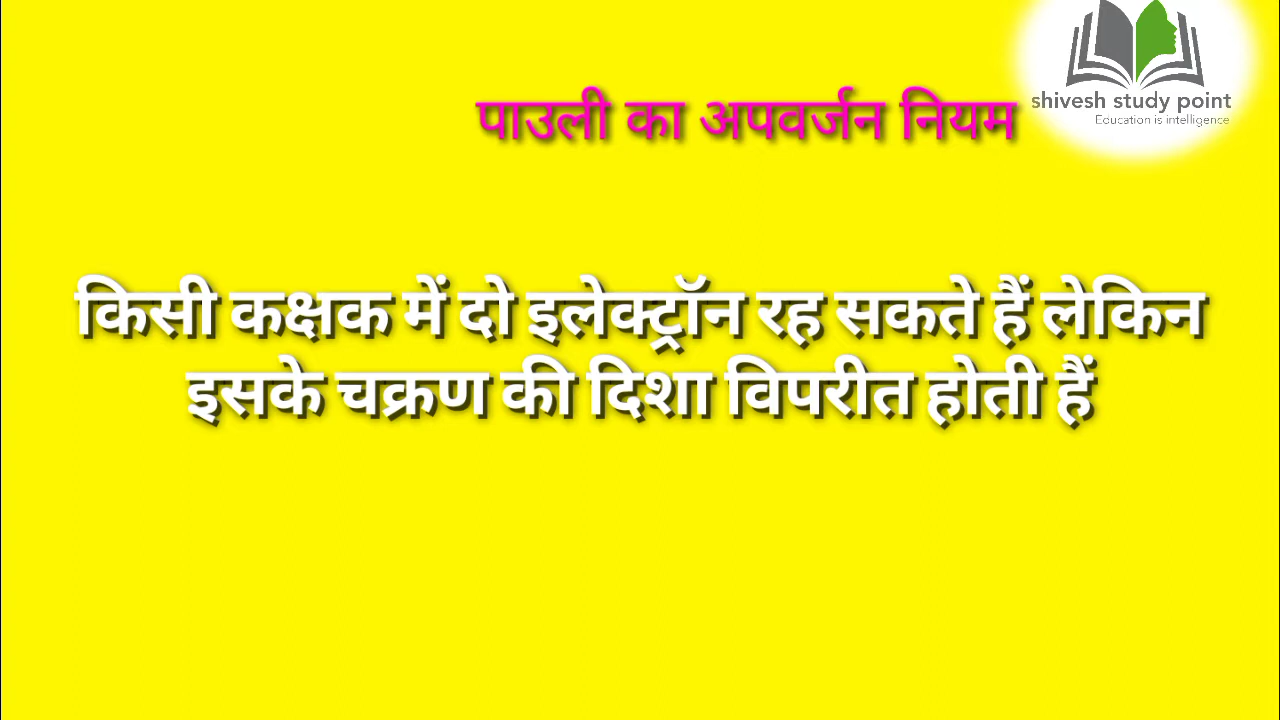 shivesh study point
Education is intelligence
पाउली का अपवर्जन नियम
किसी कक्षक में दो इलेक्ट्रॉन रह सकते हैं लेकिन
इसके चक्रण की दिशा विपरीत होती हैं